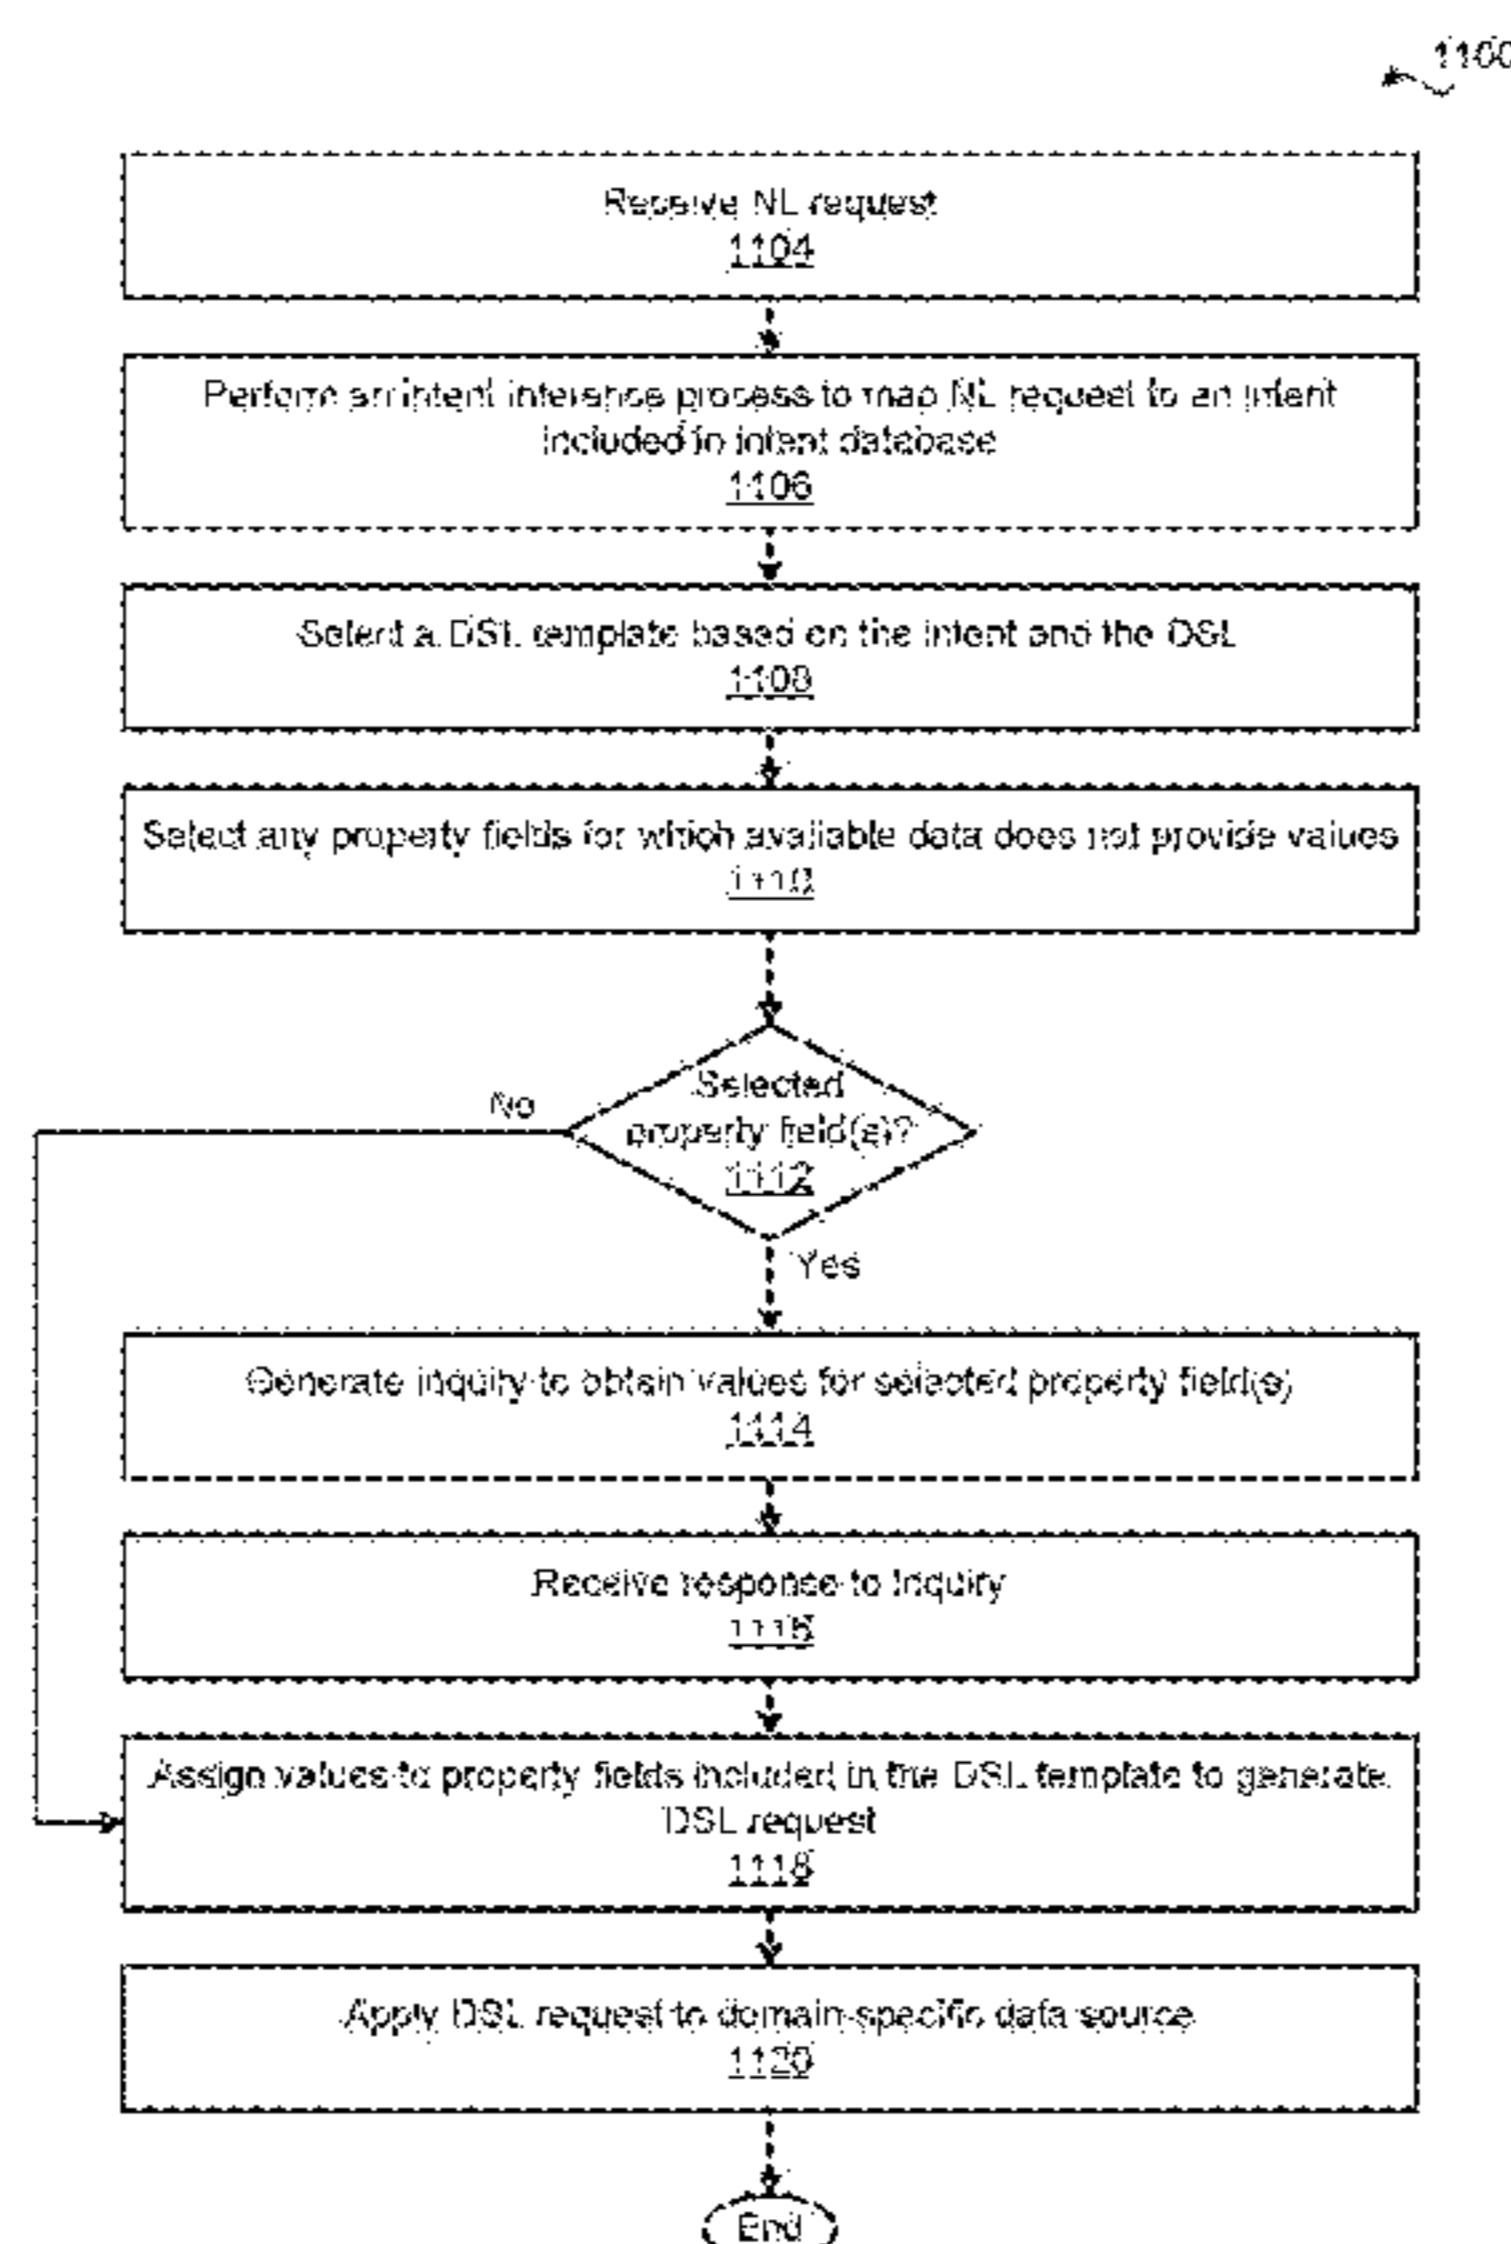 1100
Receive NL request
1104
Perform an intent inference process to map NL request to an intent
included in intent database
1106
Select a DSL template based on the intent and the DSL
1108
Select any property fields for which available data does not provide values
1110
Selected
property field(s)?
1112
No
Yes
Generate inquiry to obtain values for selected property field(s)
1114
Receive response to Inquiry
1116
Assign values to property fields included in the DSL template to generate
DSL request
1118
Apply DSL request to domain-specific data source
1120
End